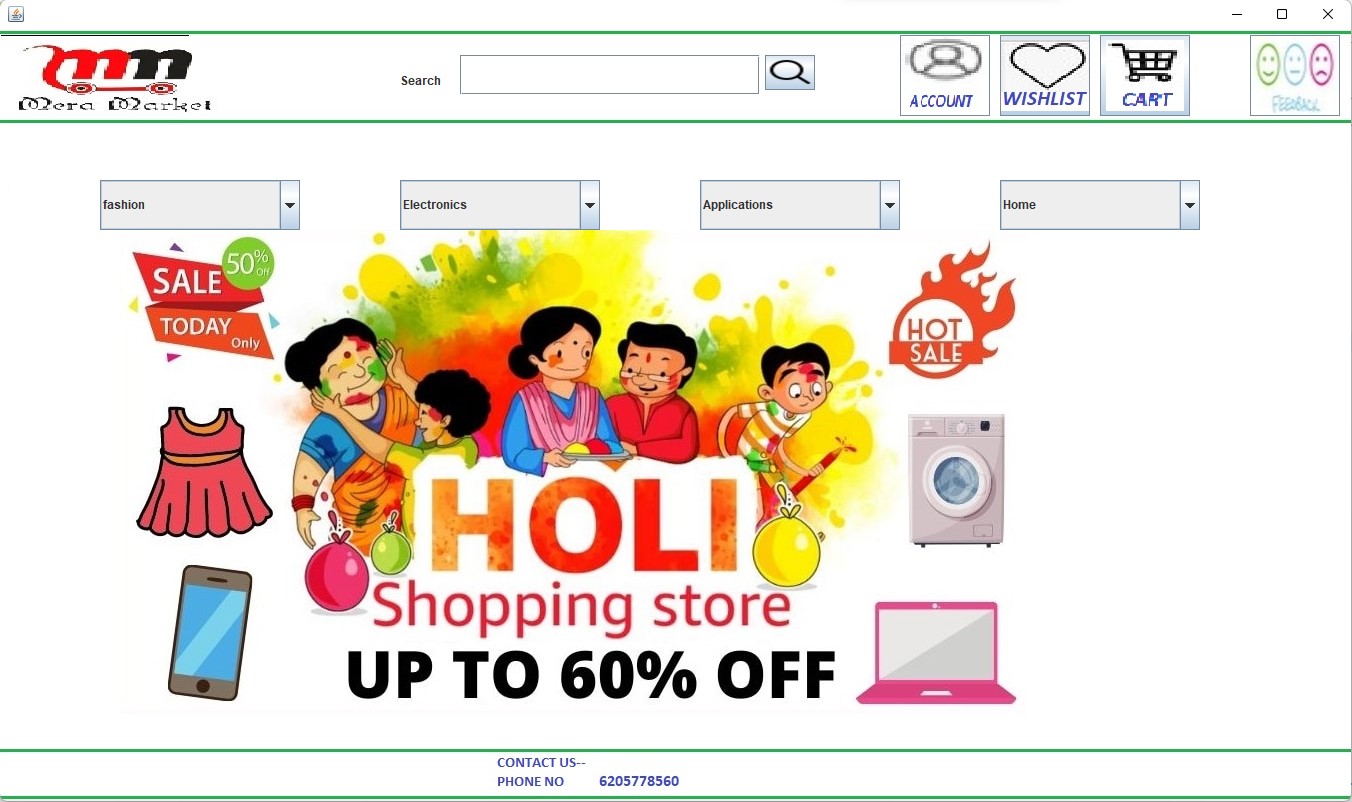 mm
Mera Market
Search
ACCOUNT
WISHLIST
CART
FEEDBACK
fashion
Electronics
Applications
Home
SALE
50% Off
TODAY
Only
HOT
SALE
HOLI
Shopping store
UP TO 60% OFF
CONTACT US--
PHONE NO 6205778560